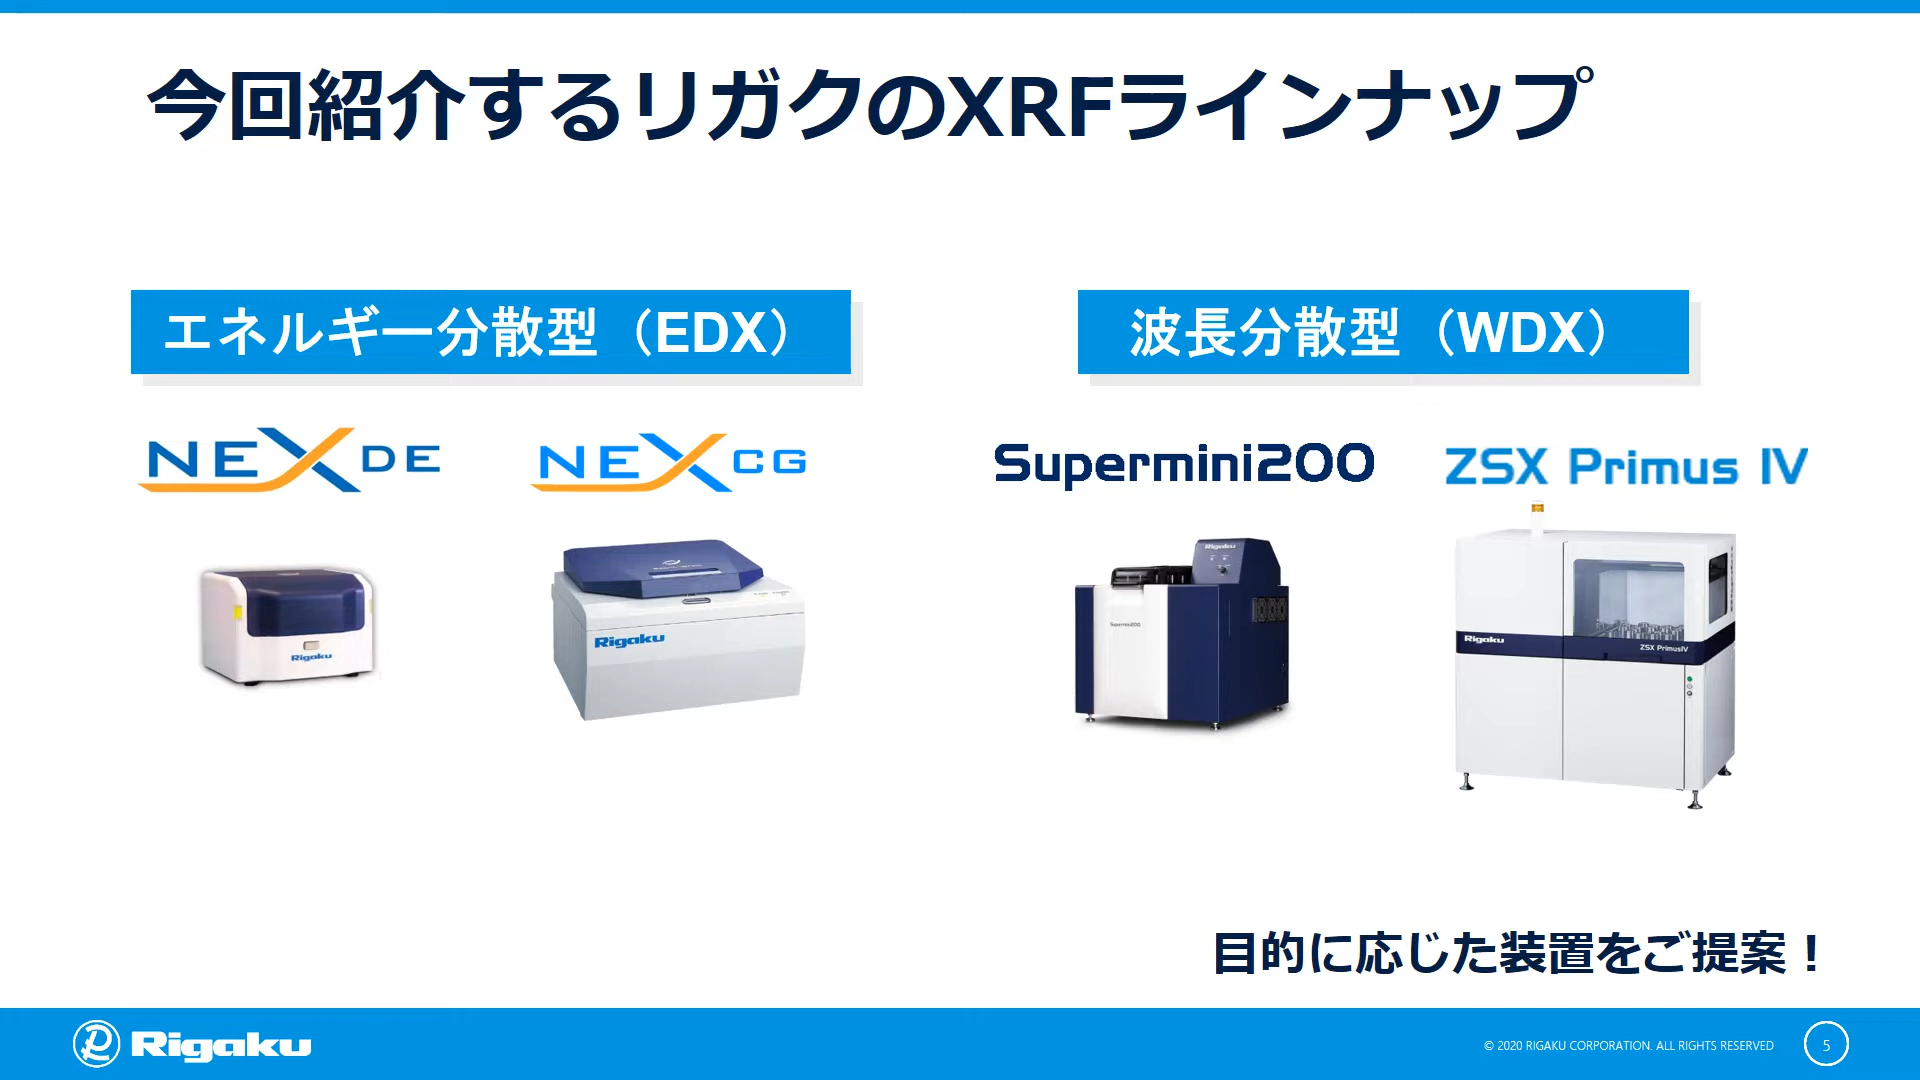 今回紹介するリガクのXRFラインナップ
エネルギー分散型（EDX）
波長分散型（WDX）
NEX DE
NEX CG
Supermini200
ZSX Primus IV
Rigaku
Rigaku
Rigaku
Supermini200
Rigaku
ZSX PrimusIV
目的に応じた装置をご提案！
Rigaku
© 2020 RIGAKU CORPORATION. ALL RIGHTS RESERVED
5